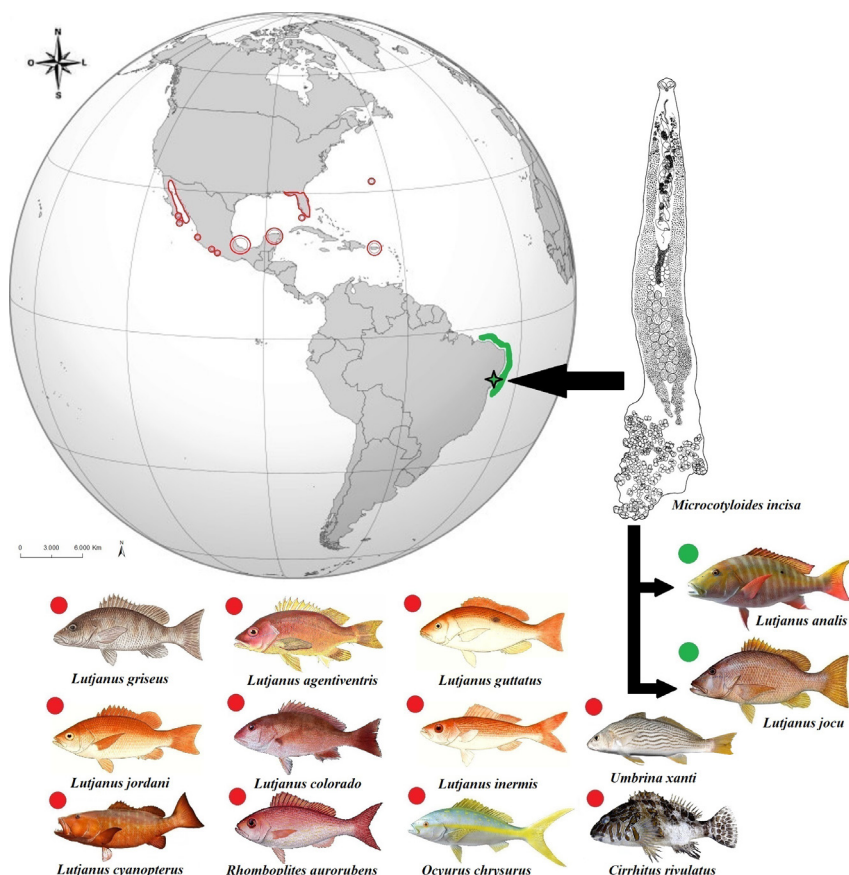 N
O L
S
0 3.000 6.000 Km
N
Microcotyloides incisa
Lutjanus analis
Lutjanus jocu
Lutjanus griseus
Lutjanus agentiventris
Lutjanus guttatus
Lutjanus jordani
Lutjanus colorado
Lutjanus inermis
Umbrina xanti
Lutjanus cyanopterus
Rhomboplites aurorubens
Ocyurus chrysurus
Cirrhitus rivulatus